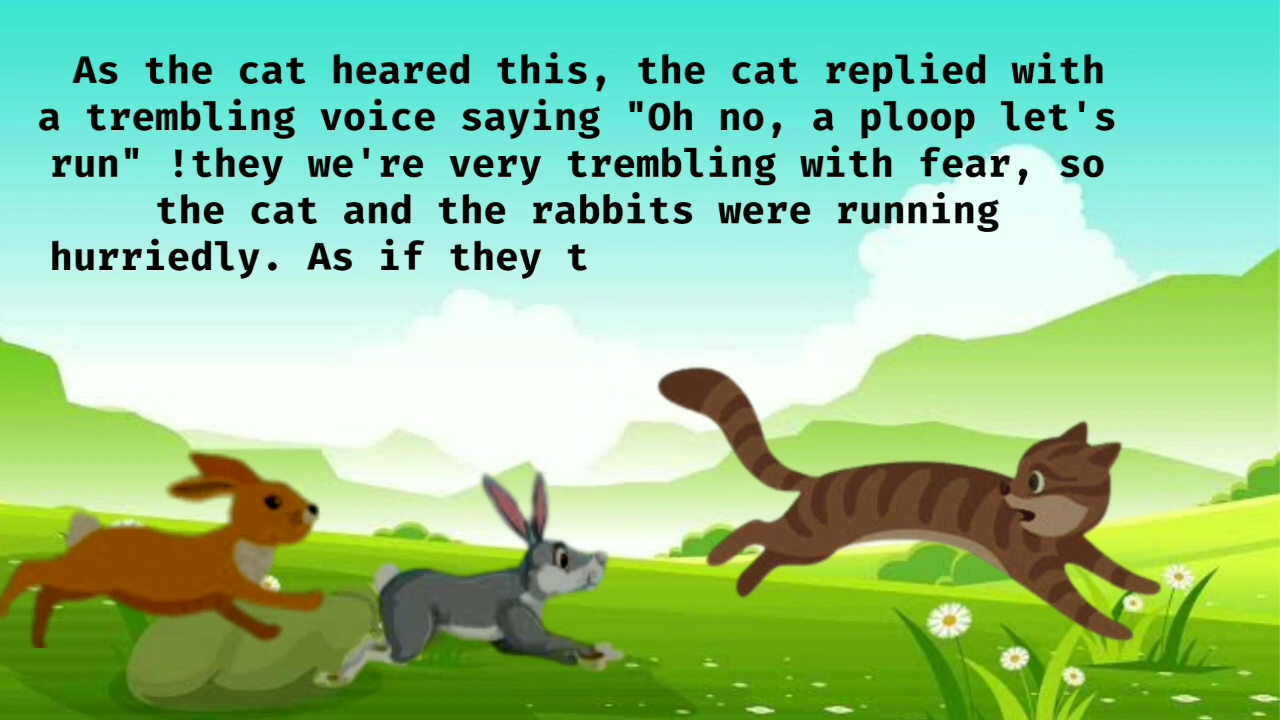 As the cat heared this, the cat replied with
a trembling voice saying "Oh no, a ploop let's
run" !they we're very trembling with fear, so
the cat and the rabbits were running
hurriedly. As if they t